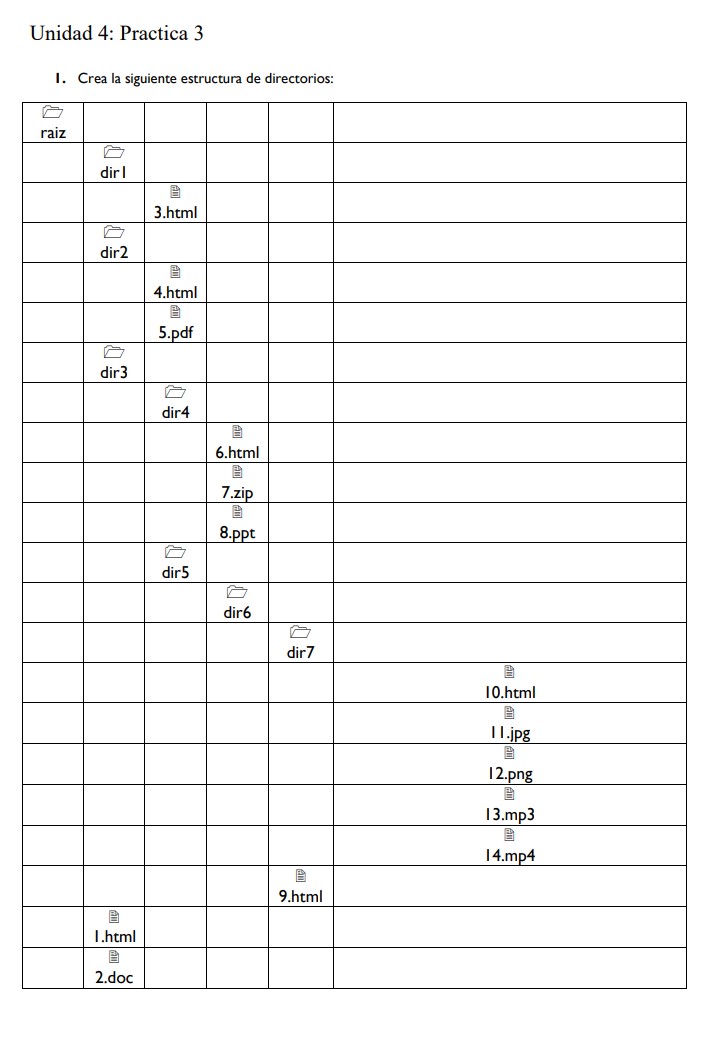 Unidad 4: Practica 3
1. Crea la siguiente estructura de directorios:
raiz
dir1
3.html
dir2
4.html
5.pdf
dir3
dir4
6.html
7.zip
8.ppt
dir5
dir6
dir7
10.html
11.jpg
12.png
13.mp3
14.mp4
9.html
1.html
2.doc